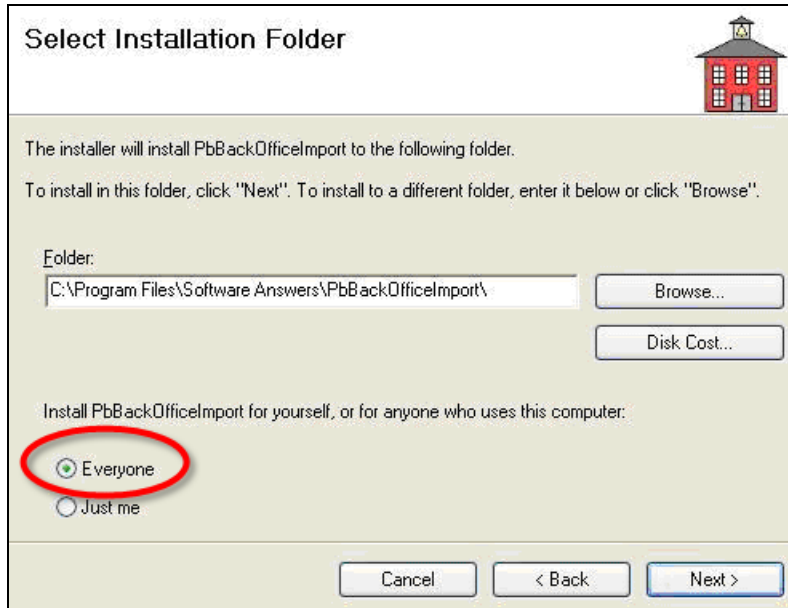 Select Installation Folder
The installer will install PbBackOfficeImport to the following folder.
To install in this folder, click "Next". To install to a different folder, enter it below or click "Browse".
Folder:
C:\Program Files\Software Answers\PbBackOfficeImport\
Browse...
Disk Cost...
Install PbBackOfficeImport for yourself, or for anyone who uses this computer:
Everyone
Just me
Cancel
< Back
Next >